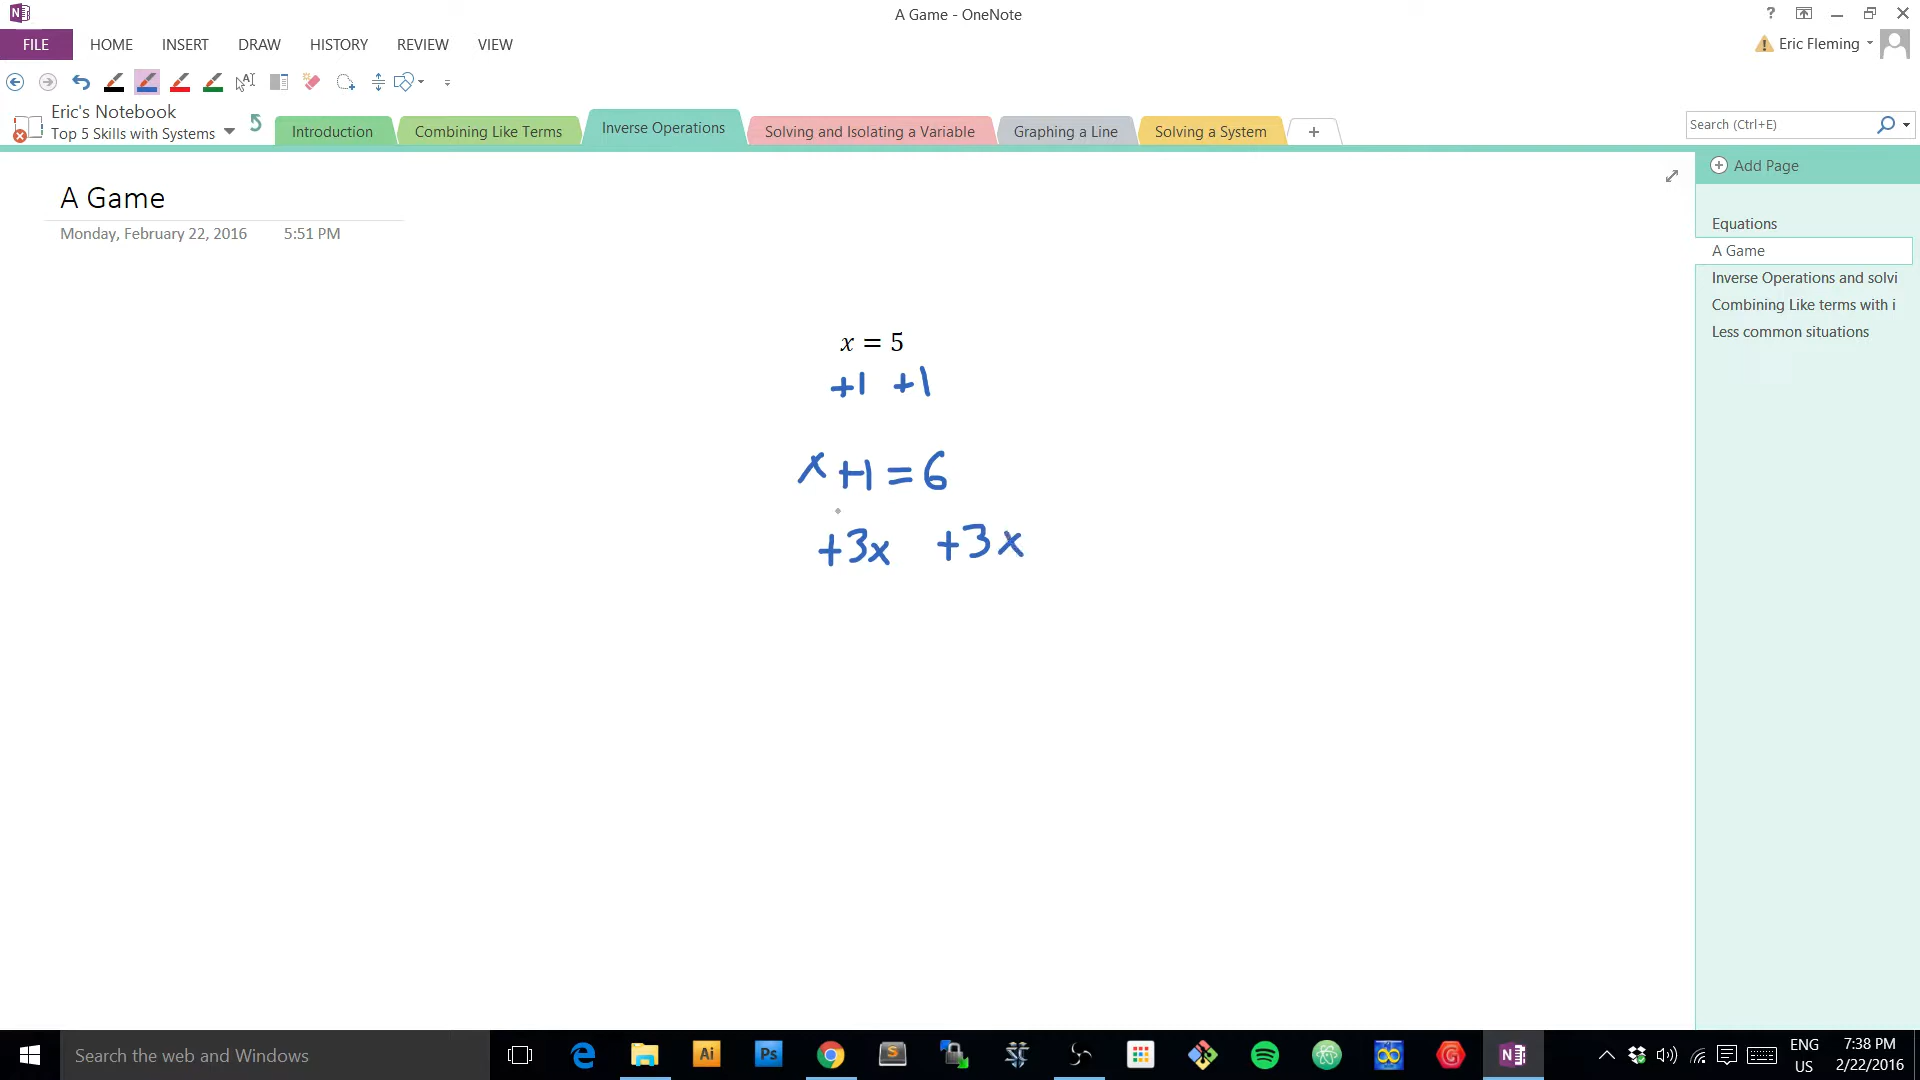 A Game - OneNote
?
FILE HOME INSERT DRAW HISTORY REVIEW VIEW
Eric Fleming
Eric's Notebook
Top 5 Skills with Systems
Introduction
Combining Like Terms
Inverse Operations
Solving and Isolating a Variable
Graphing a Line
Solving a System
+
Search (Ctrl+E)
A Game
Monday, February 22, 2016 5:51 PM
x = 5
+1 +1
x +1 = 6
+3x +3x
Add Page
Equations
A Game
Inverse Operations and solvi
Combining Like terms with i
Less common situations
Search the web and Windows
Ai
Ps
ENG
US
7:38 PM
2/22/2016